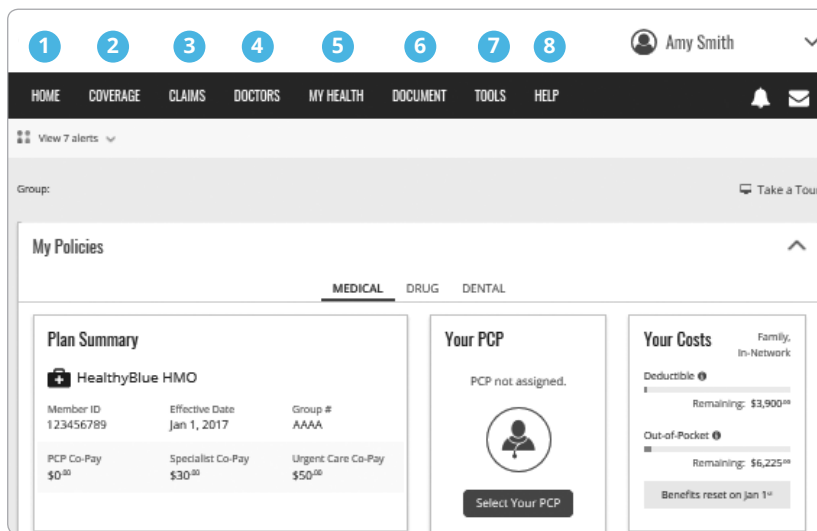 1 2 3 4 5 6 7 8
Amy Smith
HOME COVERAGE CLAIMS DOCTORS MY HEALTH DOCUMENT TOOLS HELP
View 7 alerts
Group:
Take a Tour
My Policies
MEDICAL DRUG DENTAL
Plan Summary
HealthyBlue HMO
Member ID Effective Date Group #
123456789 Jan 1, 2017 AAAA
PCP Co-Pay Specialist Co-Pay Urgent Care Co-Pay
$0.00 $30.00 $50.00
Your PCP
PCP not assigned.
Select Your PCP
Your Costs
Family,
In-Network
Deductible
Remaining: $3,900.00
Out-of-Pocket
Remaining: $6,225.00
Benefits reset on Jan 1st